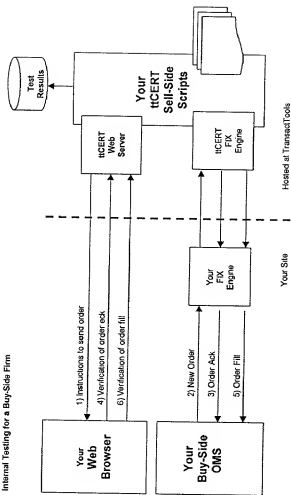 Internal Testing for a Buy-Side Firm
Your
Web
Browser
1) Instructions to send order
4) Verification of order eck
6) Verification of order fill
ttCERT
Web
Server
Test
Results
Your
ttCERT
Sell-Side
Scripts
Your
Buy-Side
OMS
2) New Order
3) Order Ack
5) Order Fill
Your
FIX
Engine
ttCERT
FIX
Engine
Your Site
Hosted at TransactTools